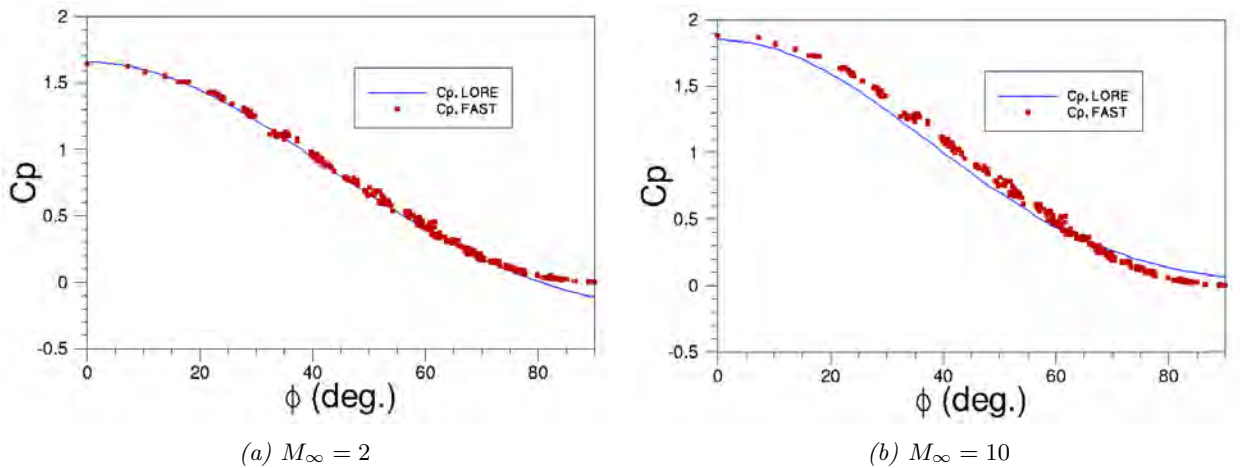 2
1.5
1
0.5
0
-0.5
Cp
0
20
40
60
80
ϕ (deg.)
Cp, LORE
Cp, FAST
(a) M∞ = 2
2
1.5
1
0.5
0
-0.5
Cp
0
20
40
60
80
ϕ (deg.)
Cp, LORE
Cp, FAST
(b) M∞ = 10